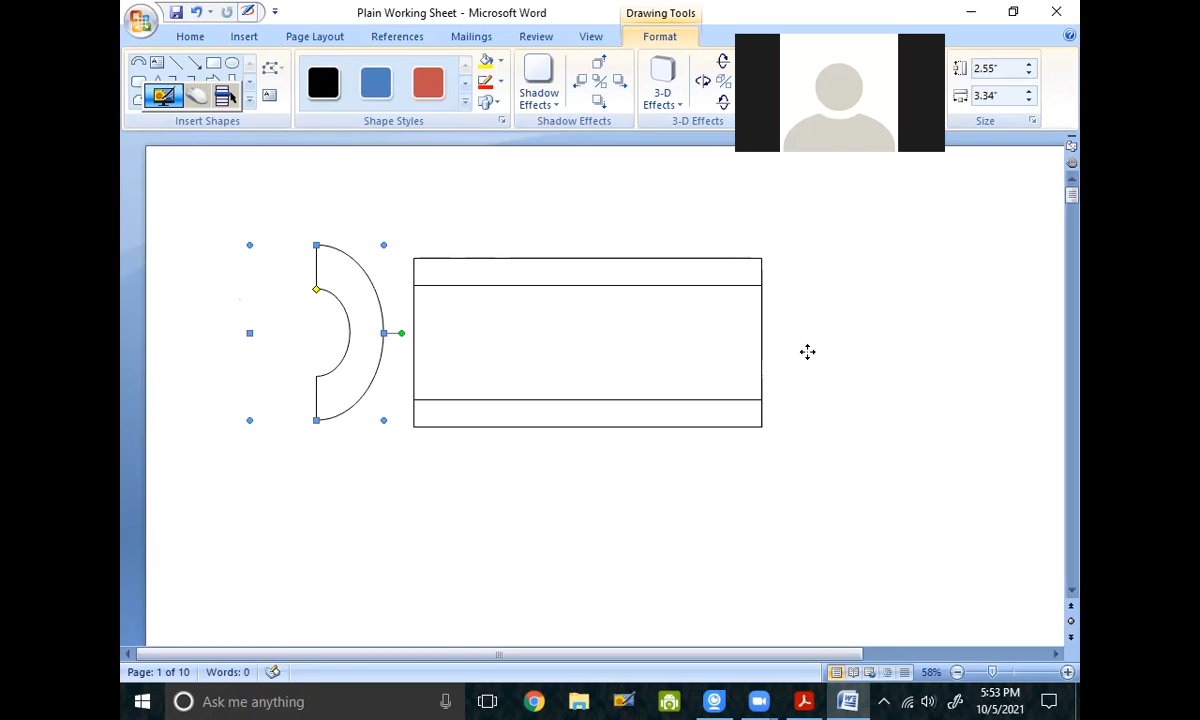 Plain Working Sheet - Microsoft Word
Drawing Tools
Home
Insert
Page Layout
References
Mailings
Review
View
Format
Shadow
Effects
3-D
Effects
2.55"
3.34"
Insert Shapes
Shape Styles
Shadow Effects
3-D Effects
Size
Page: 1 of 10
Words: 0
58%
Ask me anything
5:53 PM
10/5/2021